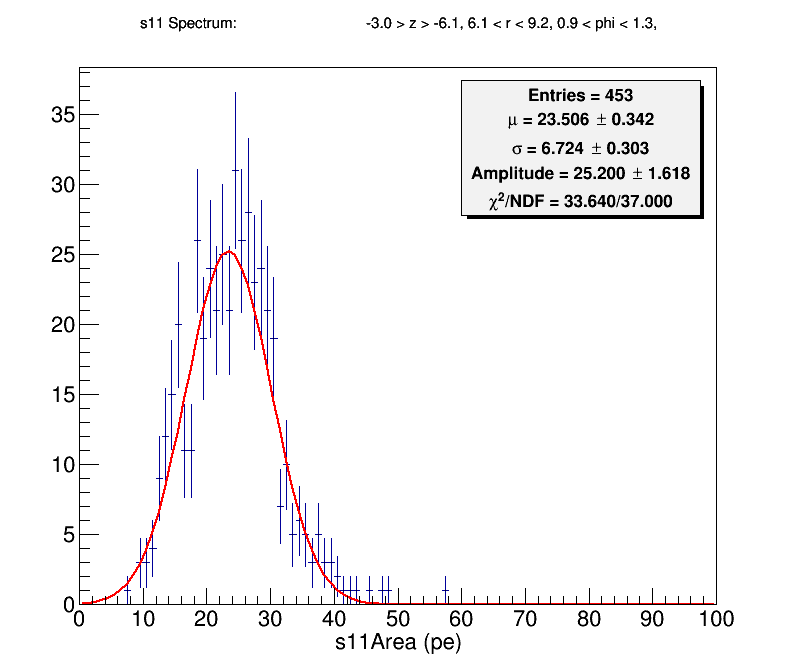 s11 Spectrum: -3.0 > z > -6.1, 6.1 < r < 9.2, 0.9 < phi < 1.3,
Entries = 453
μ = 23.506 ± 0.342
σ = 6.724 ± 0.303
Amplitude = 25.200 ± 1.618
χ²/NDF = 33.640/37.000
35
30
25
20
15
10
5
0
0 10 20 30 40 50 60 70 80 90 100
s11Area (pe)